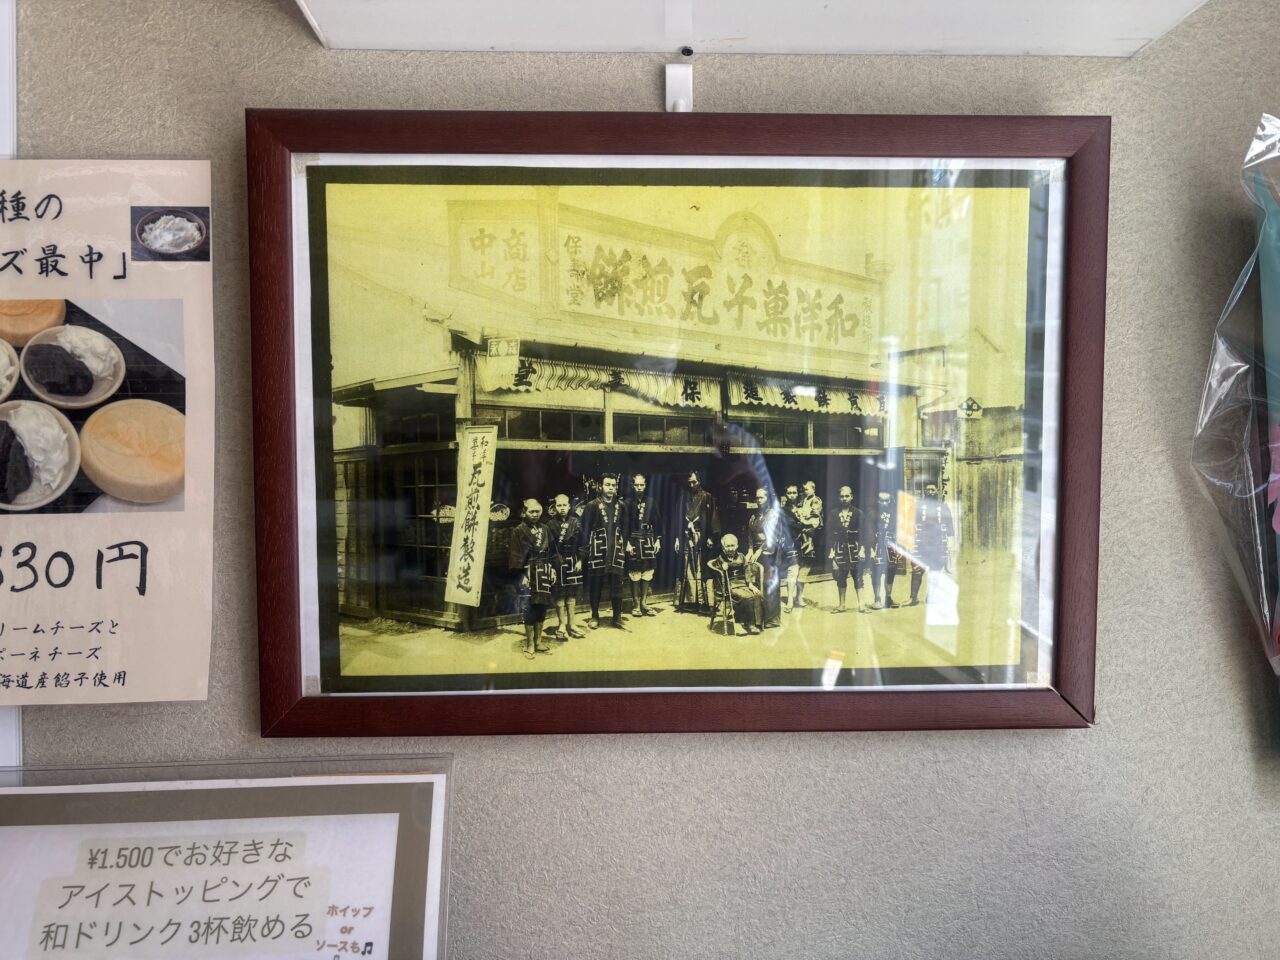 種の
ズ最中」
330円
リームチーズと
ポーネチーズ
海道産餡子使用
商店
中山
保証堂
和洋菓子瓦煎餅
和洋
菓子
瓦煎餅製造
¥1.500でお好きな
アイストッピングで
和ドリンク3杯飲める
ホイップ
or
ソースも♫